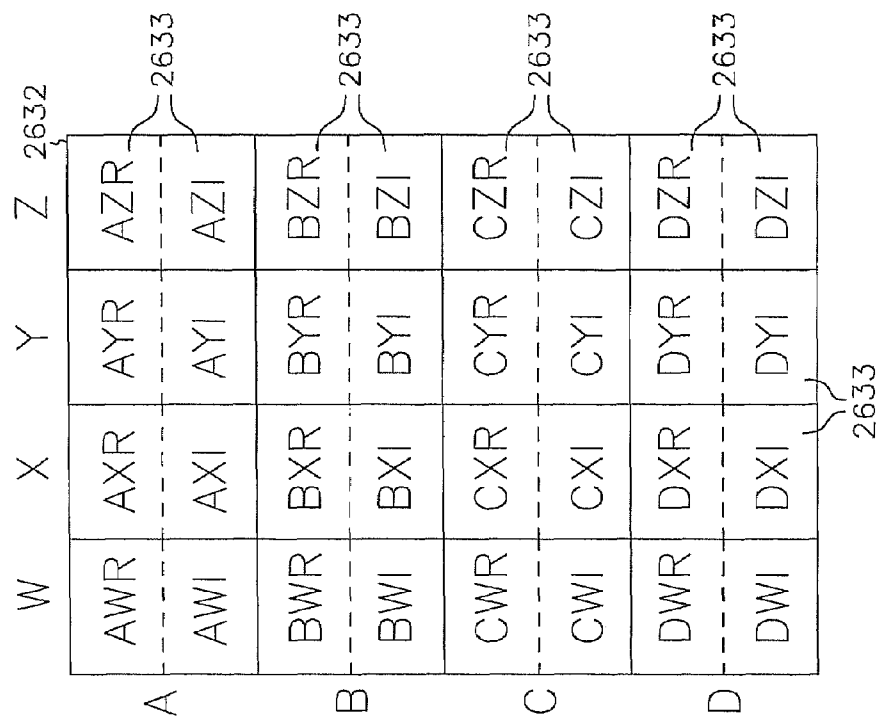 2632
W X Y Z
A
AWR AXR AYR AZR 2633
AWI AXI AYI AZI
B
BWR BXR BYR BZR 2633
BWI BXI BYI BZI
C
CWR CXR CYR CZR 2633
CWI CXI CYI CZI
D
DWR DXR DYR DZR 2633
DWI DXI DYI DZI
2633